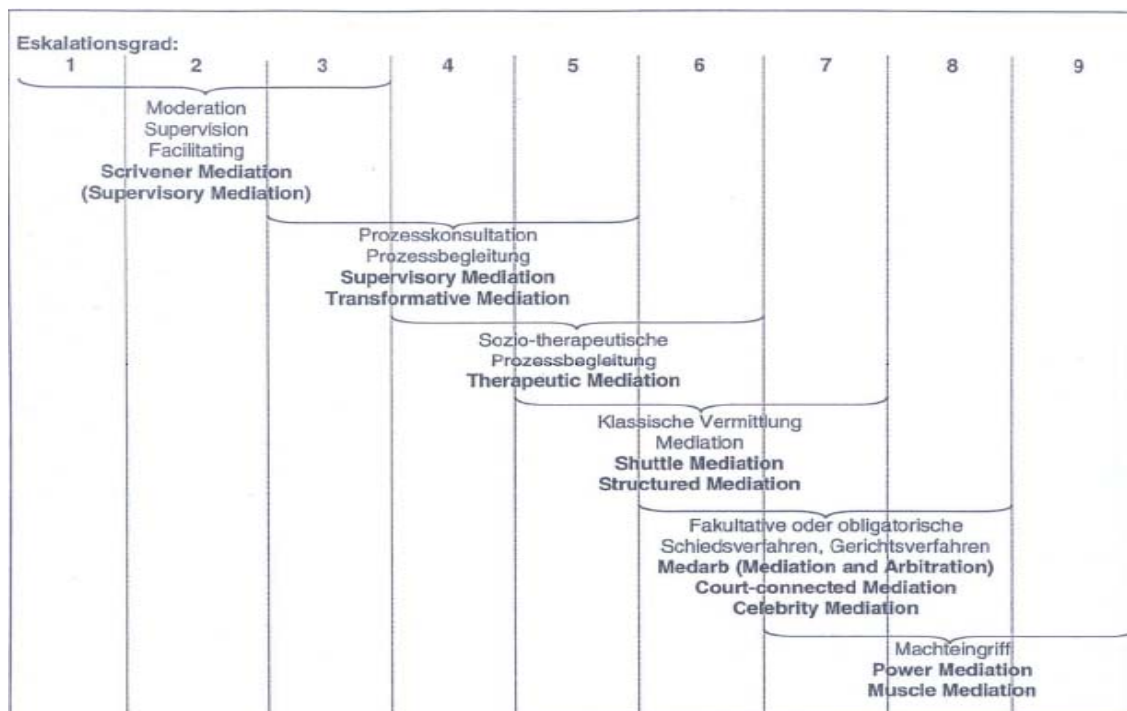 Eskalationsgrad:
1 2 3 4 5 6 7 8 9
Moderation
Supervision
Facilitating
Scrivener Mediation
(Supervisory Mediation)
Prozesskonsultation
Prozessbegleitung
Supervisory Mediation
Transformative Mediation
Sozio-therapeutische
Prozessbegleitung
Therapeutic Mediation
Klassische Vermittlung
Mediation
Shuttle Mediation
Structured Mediation
Fakultative oder obligatorische
Schiedsverfahren, Gerichtsverfahren
Medarb (Mediation and Arbitration)
Court-connected Mediation
Celebrity Mediation
Machteingriff
Power Mediation
Muscle Mediation